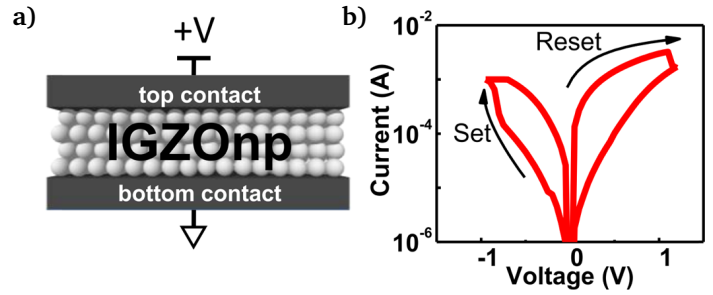 a)
+V
top contact
IGZOnp
bottom contact
b)
Current (A)
10⁻²
10⁻⁴
10⁻⁶
Reset
Set
-1
0
1
Voltage (V)